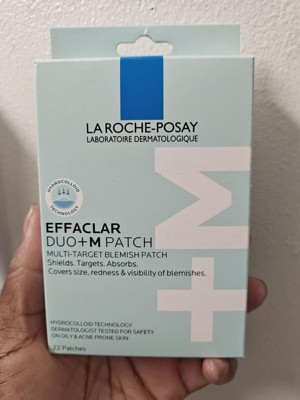 LA ROCHE-POSAY
LABORATOIRE DERMATOLOGIQUE
HYDROCOLLOID
TECHNOLOGY
EFFACLAR
DUO+M PATCH
MULTI-TARGET BLEMISH PATCH
Shields. Targets. Absorbs.
Covers size, redness & visibility of blemishes.
+M
HYDROCOLLOID TECHNOLOGY
DERMATOLOGIST TESTED FOR SAFETY
ON OILY & ACNE PRONE SKIN
22 Patches